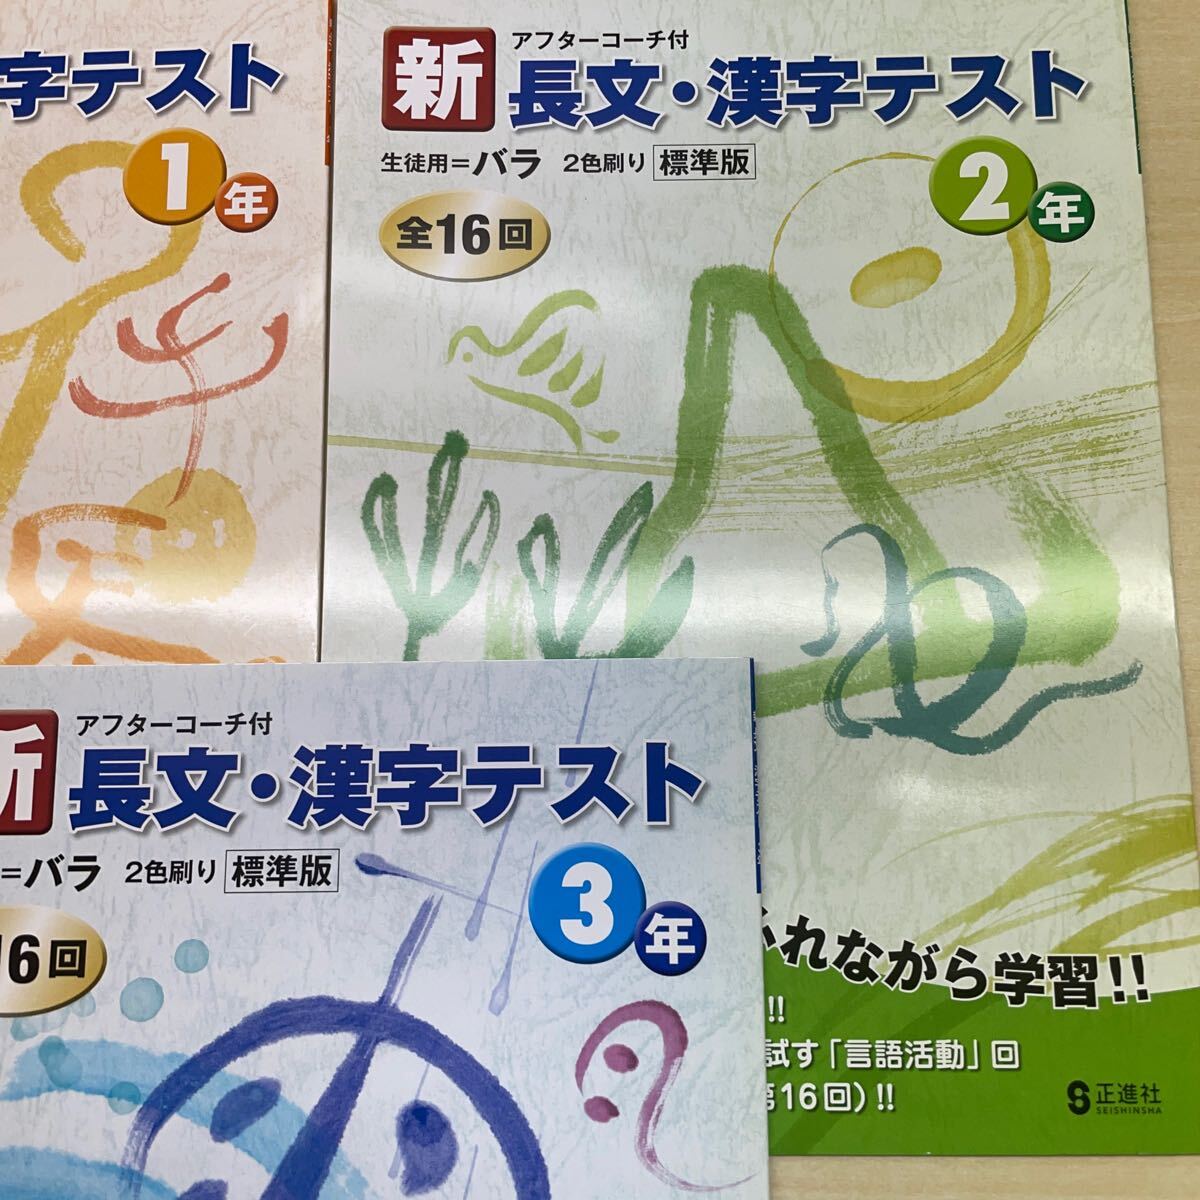 字テスト
1年
アフターコーチ付
新 長文・漢字テスト
生徒用=バラ 2色刷り 標準版
2年
全16回
ふれながら学習!!
!!
試す「言語活動」回
第16回)!!
正進社
SEISHINSHA
アフターコーチ付
新 長文・漢字テスト
=バラ 2色刷り 標準版
3年
16回